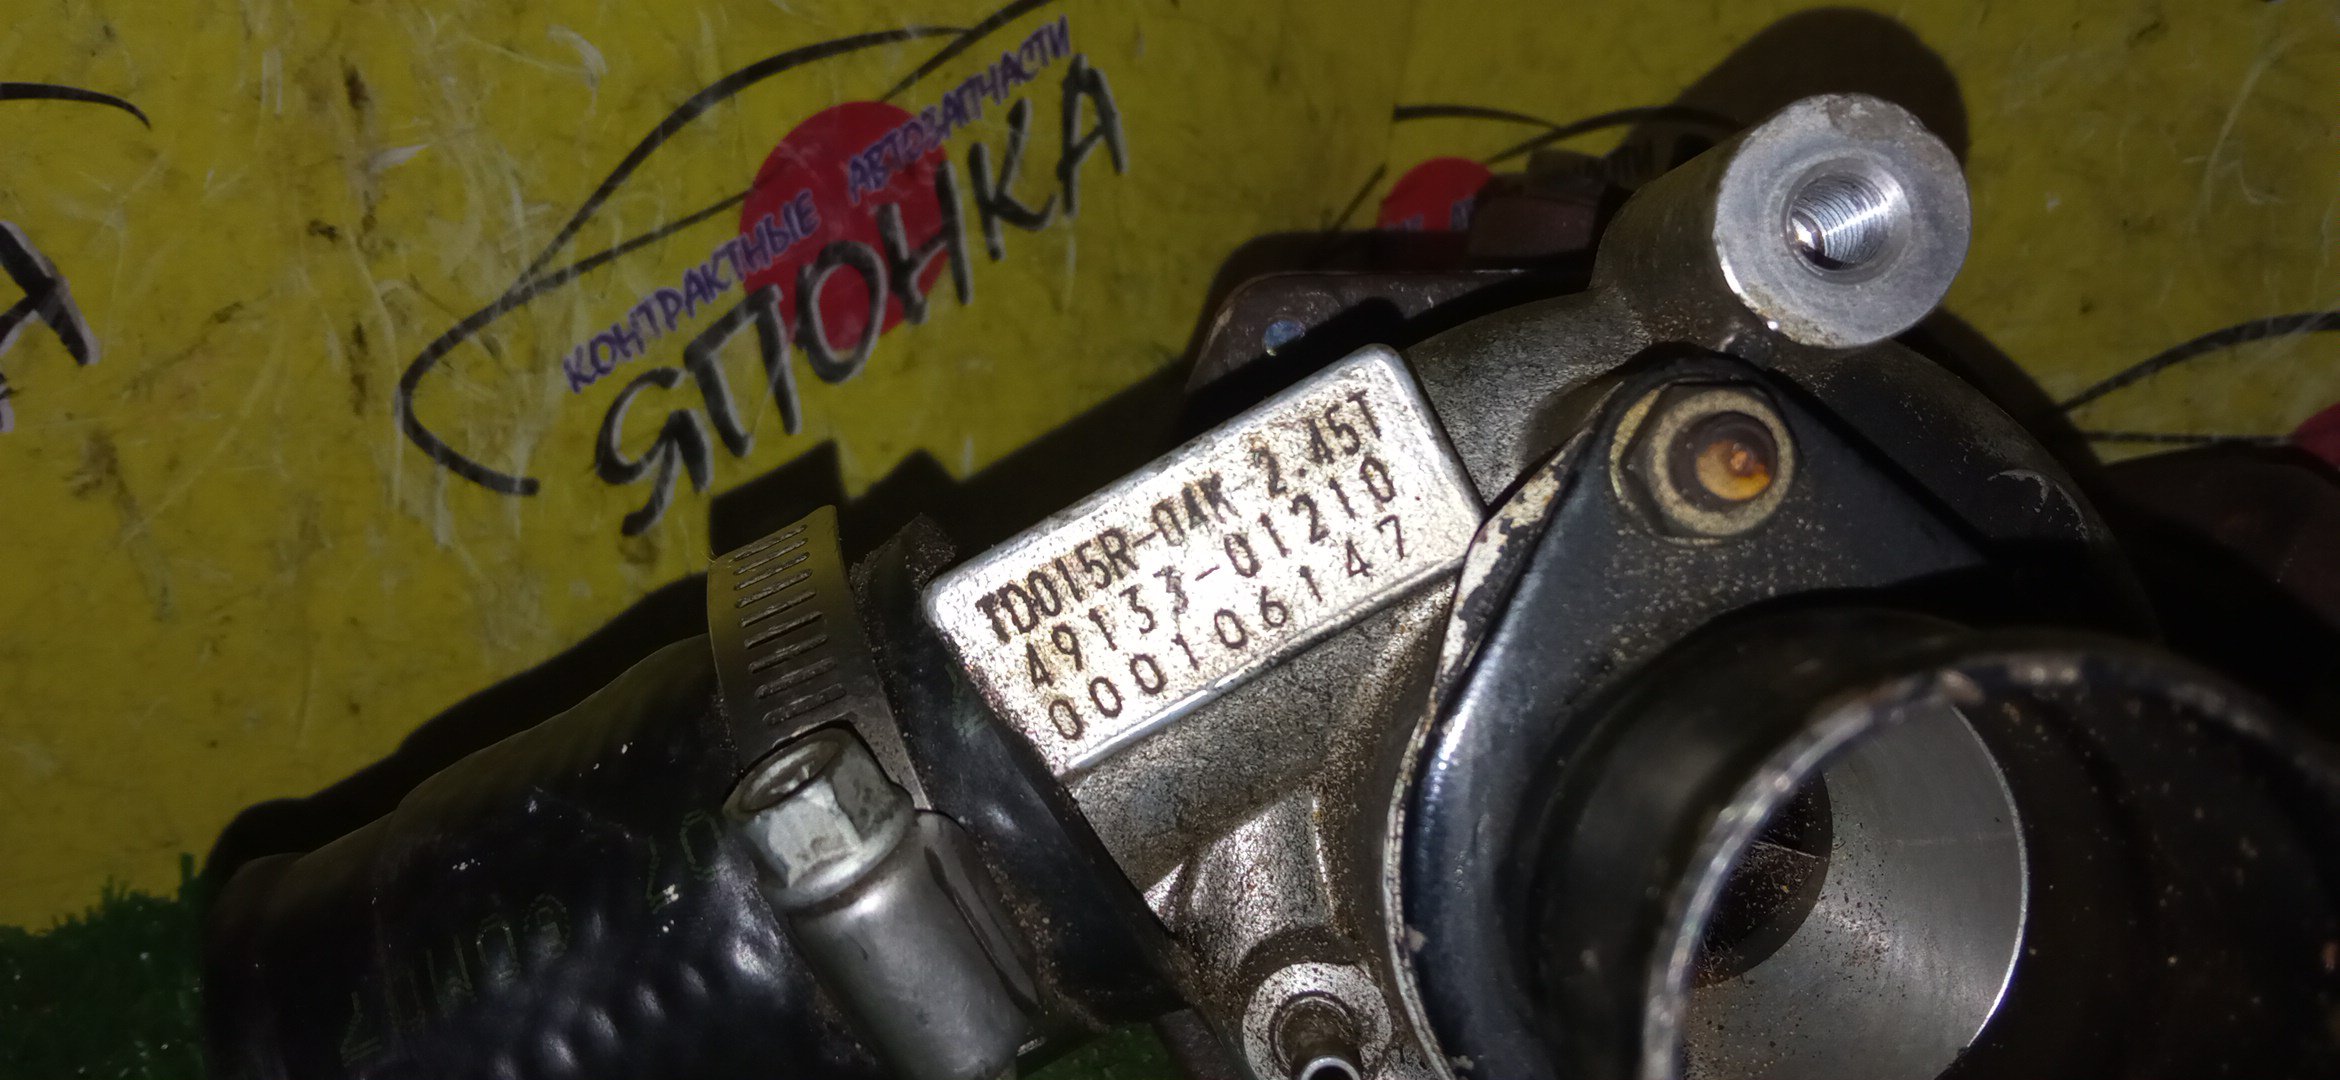 КОНТРАКТНЫЕ АВТОЗАПЧАСТИ
ЯПОНКА
TD015R-04K 2.45T
49133-01210
000106147